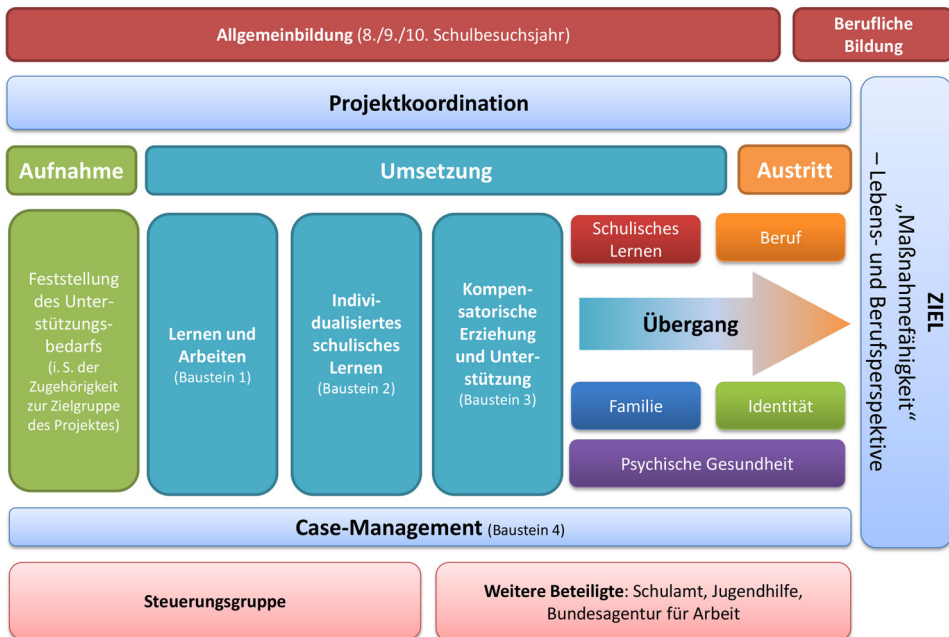 Allgemeinbildung (8./9./10. Schulbesuchsjahr)
Berufliche
Bildung
Projektkoordination
Aufnahme
Umsetzung
Austritt
Feststellung
des Unter-
stützungs-
bedarfs
(i. S. der
Zugehörigkeit
zur Zielgruppe
des Projektes)
Lernen und
Arbeiten
(Baustein 1)
Indivi-
dualisiertes
schulisches
Lernen
(Baustein 2)
Kompen-
satorische
Erziehung
und Unter-
stützung
(Baustein 3)
Schulisches
Lernen
Beruf
Übergang
Familie
Identität
Psychische Gesundheit
ZIEL
„Maßnahmefähigkeit"
– Lebens- und Berufsperspektive
Case-Management (Baustein 4)
Steuerungsgruppe
Weitere Beteiligte: Schulamt, Jugendhilfe,
Bundesagentur für Arbeit